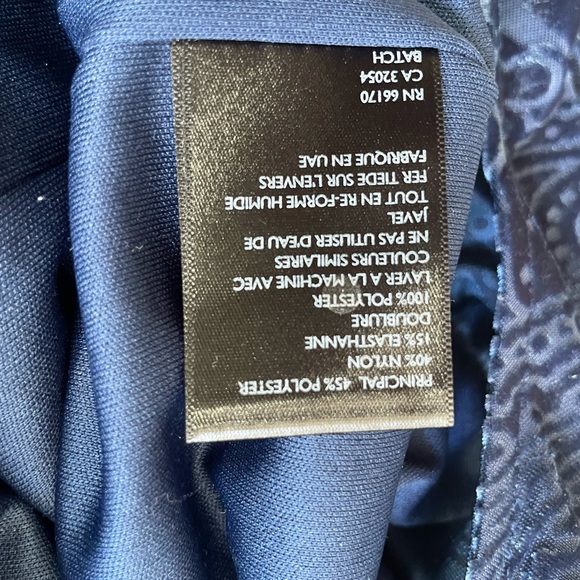 PRINCIPAL 45% POLYESTER
40% NYLON
15% ELASTHANNE
DOUBLURE
100% POLYESTER
LAVER A LA MACHINE AVEC
COULEURS SIMILAIRES
NE PAS UTILISER D'EAU DE
JAVEL
TOUT EN RE-FORME HUMIDE
FER TIEDE SUR L'ENVERS
FABRIQUE EN UAE
RN 66170
CA 32054
BATCH